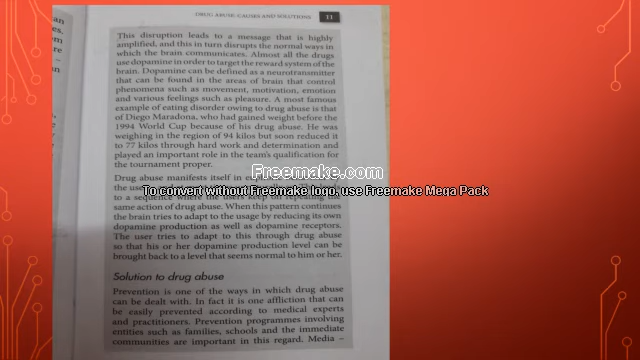 DRUG ABUSE: CAUSES AND SOLUTIONS 11
This disruption leads to a message that is highly
amplified, and this in turn disrupts the normal ways in
which the brain communicates. Almost all the drugs
use dopamine in order to target the reward system of the
brain. Dopamine can be defined as a neurotransmitter
that can be found in the areas of brain that control
phenomena such as movement, motivation, emotion
and various feelings such as pleasure. A most famous
example of eating disorder owing to drug abuse is that
of Diego Maradona, who had gained weight before the
1994 World Cup because of his drug abuse. He was
weighing in the region of 94 kilos but soon reduced it
to 77 kilos through hard work and determination and
played an important role in the team's qualification for
the tournament proper.
Freemake.com
Drug abuse manifests itself in
the user
To convert without Freemake logo, use Freemake Mega Pack
to a sequence where the users keep on repeating the
same action of drug abuse. When this pattern continues
the brain tries to adapt to the usage by reducing its own
dopamine production as well as dopamine receptors.
The user tries to adapt to this through drug abuse
so that his or her dopamine production level can be
brought back to a level that seems normal to him or her.
Solution to drug abuse
Prevention is one of the ways in which drug abuse
can be dealt with. In fact it is one affliction that can
be easily prevented according to medical experts
and practitioners. Prevention programmes involving
entities such as families, schools and the immediate
communities are important in this regard. Media –